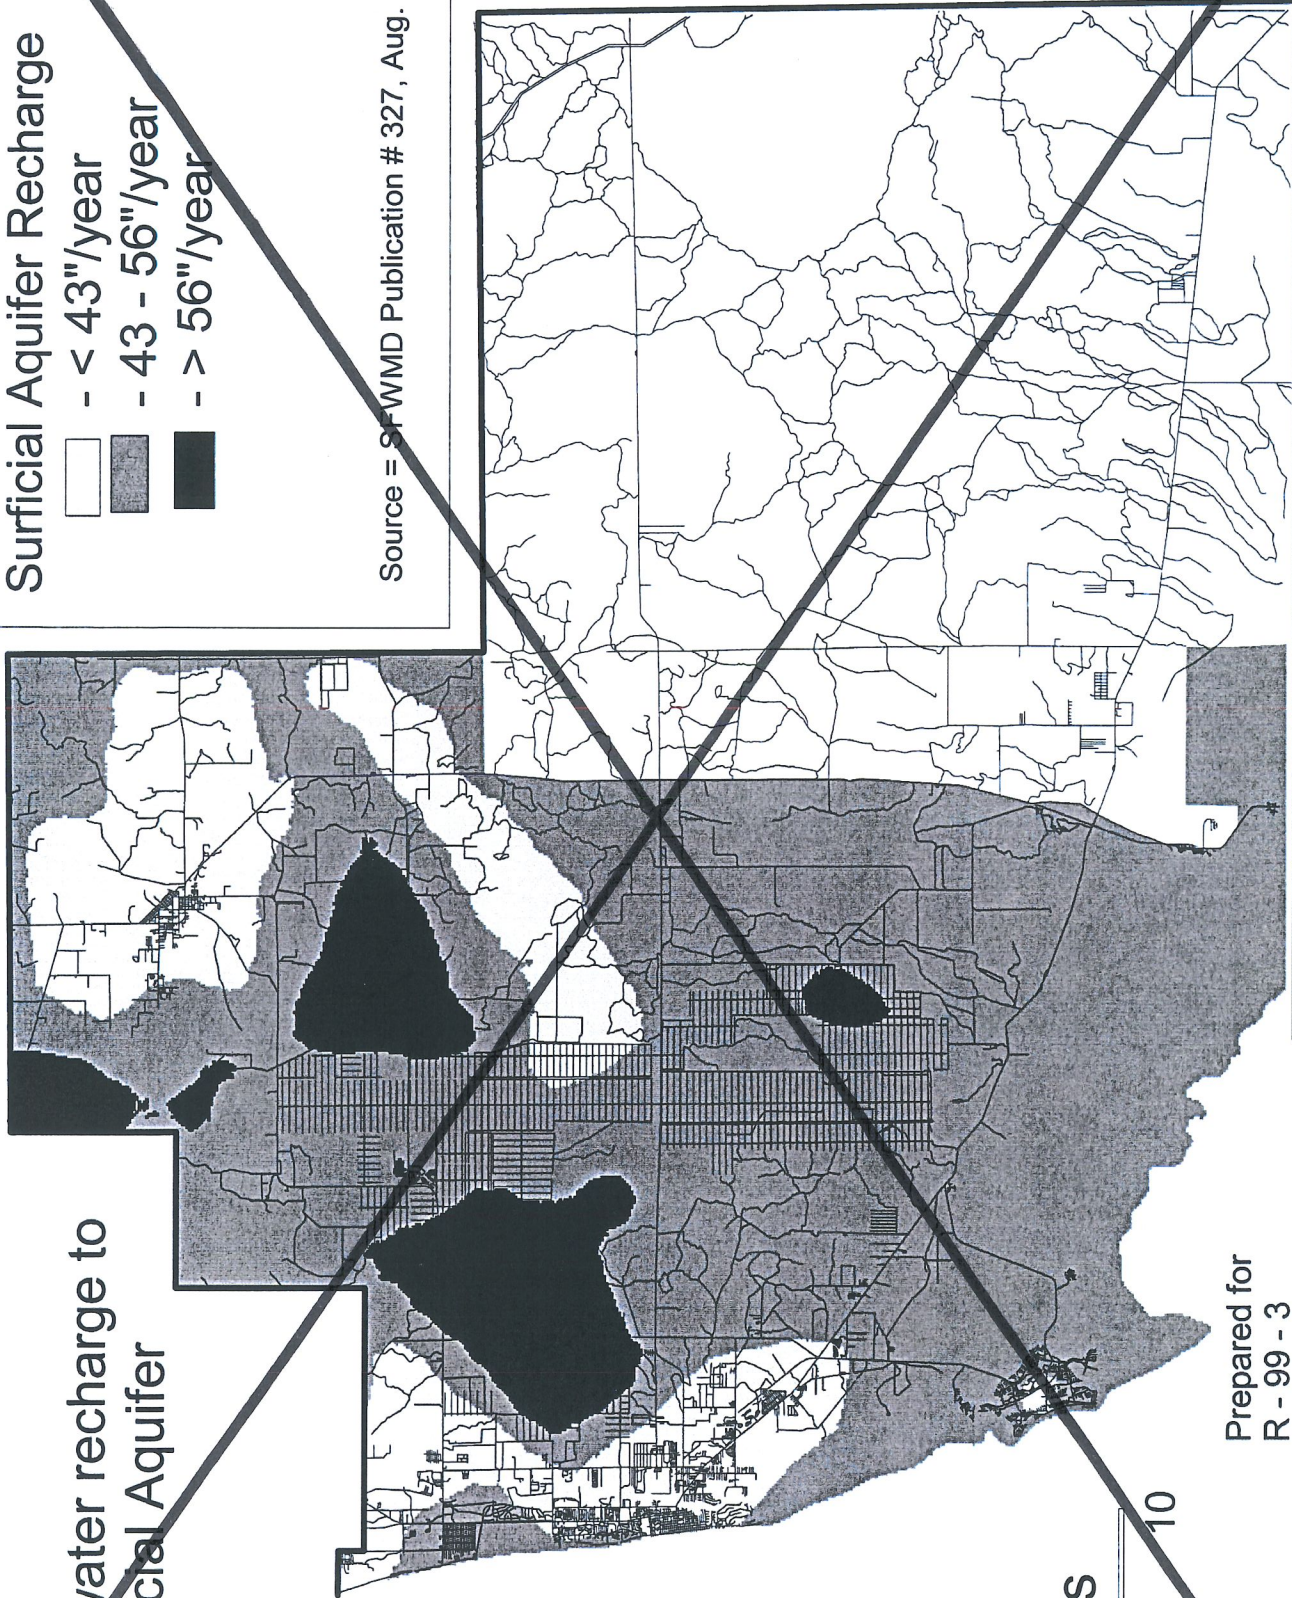 Surficial Aquifer Recharge
- < 43"/year
- 43 - 56"/year
- > 56"/year
Source = SFWMD Publication # 327, Aug.
water recharge to
cial Aquifer
Prepared for
R - 99 - 3
s
10